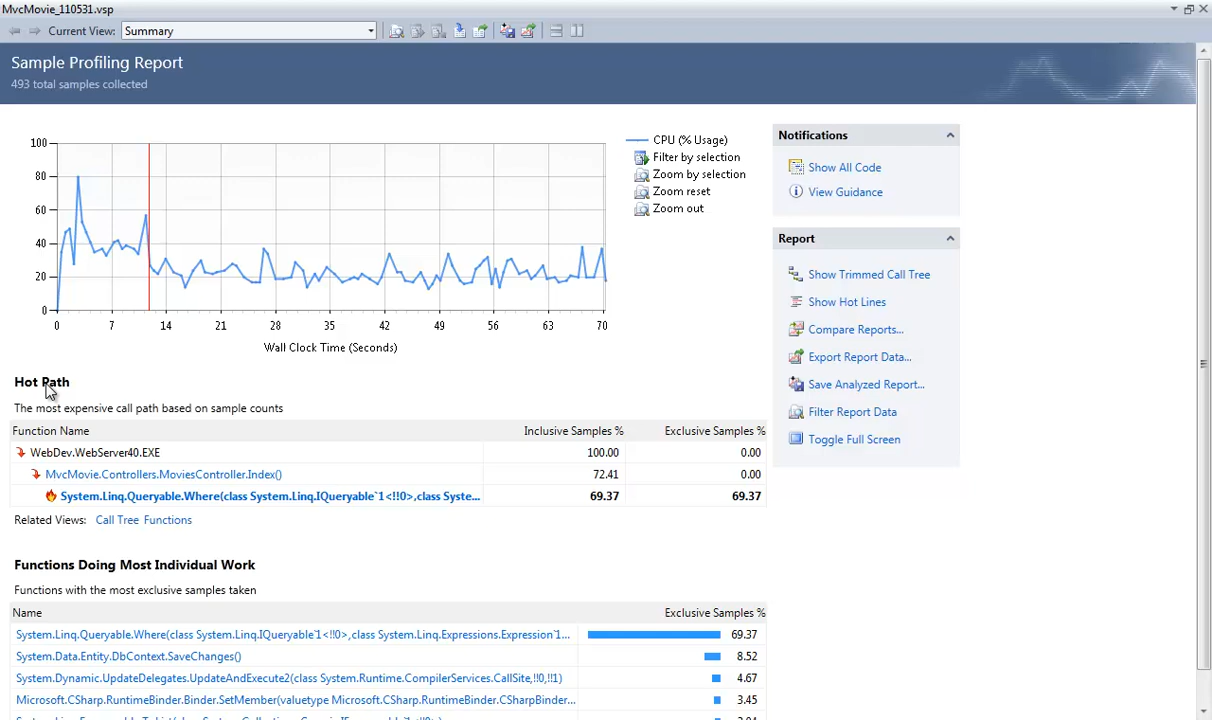 MvcMovie_110531.vsp
Current View: Summary
Sample Profiling Report
493 total samples collected
100
80
60
40
20
0
0 7 14 21 28 35 42 49 56 63 70
Wall Clock Time (Seconds)
CPU (% Usage)
Filter by selection
Zoom by selection
Zoom reset
Zoom out
Notifications
Show All Code
View Guidance
Report
Show Trimmed Call Tree
Show Hot Lines
Compare Reports...
Export Report Data...
Save Analyzed Report...
Filter Report Data
Toggle Full Screen
Hot Path
The most expensive call path based on sample counts
Function Name Inclusive Samples % Exclusive Samples %
WebDev.WebServer40.EXE 100.00 0.00
MvcMovie.Controllers.MoviesController.Index() 72.41 0.00
System.Linq.Queryable.Where(class System.Linq.IQueryable`1<!!0>,class Syste... 69.37 69.37
Related Views: Call Tree Functions
Functions Doing Most Individual Work
Functions with the most exclusive samples taken
Name Exclusive Samples %
System.Linq.Queryable.Where(class System.Linq.IQueryable`1<!!0>,class System.Linq.Expressions.Expression`1... 69.37
System.Data.Entity.DbContext.SaveChanges() 8.52
System.Dynamic.UpdateDelegates.UpdateAndExecute2(class System.Runtime.CompilerServices.CallSite,!!0,!!1) 4.67
Microsoft.CSharp.RuntimeBinder.Binder.SetMember(valuetype Microsoft.CSharp.RuntimeBinder.CSharpBinder... 3.45